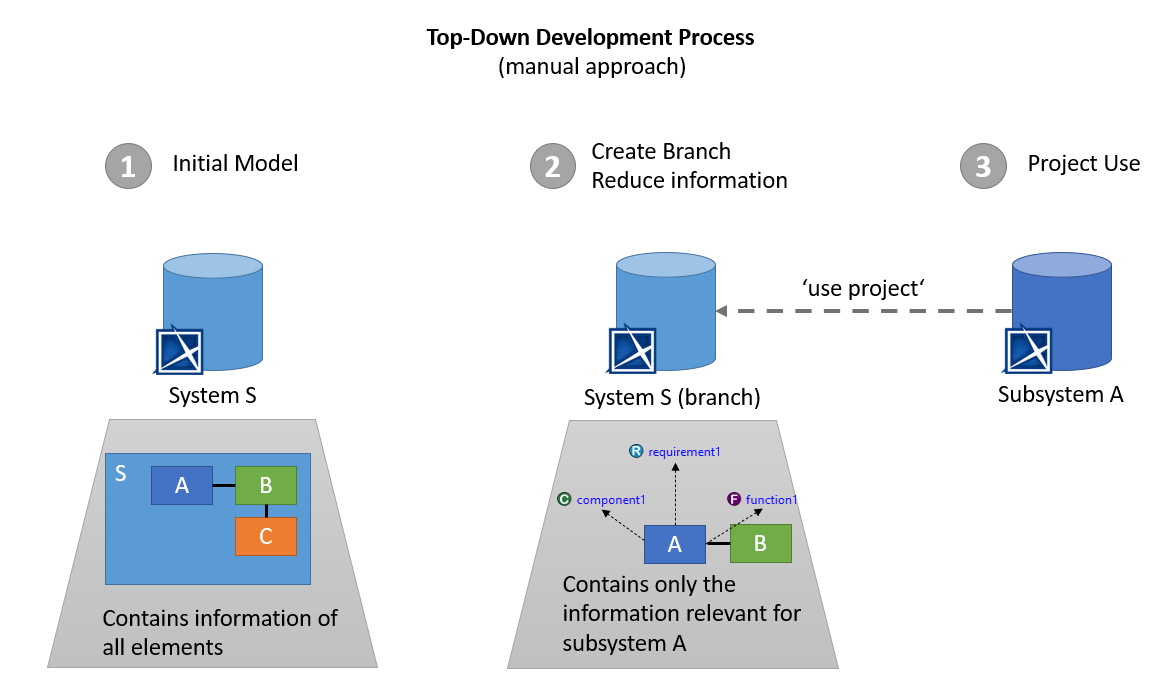 Top-Down Development Process
(manual approach)
1
Initial Model
2
Create Branch
Reduce information
3
Project Use
‘use project‘
System S
System S (branch)
Subsystem A
S
A
B
C
Contains information of
all elements
R requirement1
C component1
F function1
A
B
Contains only the
information relevant for
subsystem A